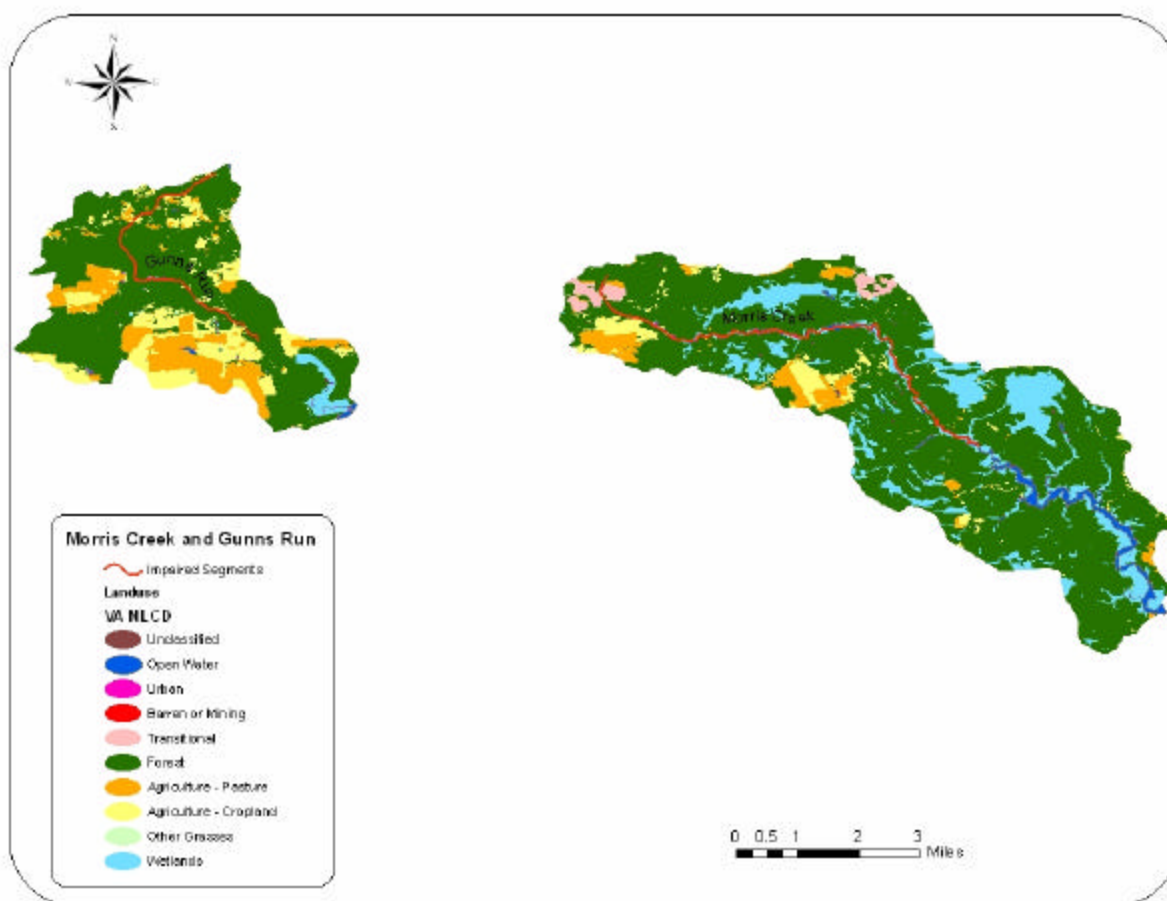 N
W
E
S
Gunns Run
Morris Creek
Morris Creek and Gunns Run
Impaired Segments
Landuse
VA NLCD
Unclassified
Open Water
Urban
Barren or Mining
Transitional
Forest
Agriculture - Pasture
Agriculture - Cropland
Other Grasses
Wetlands
0 0.5 1 2 3
Miles